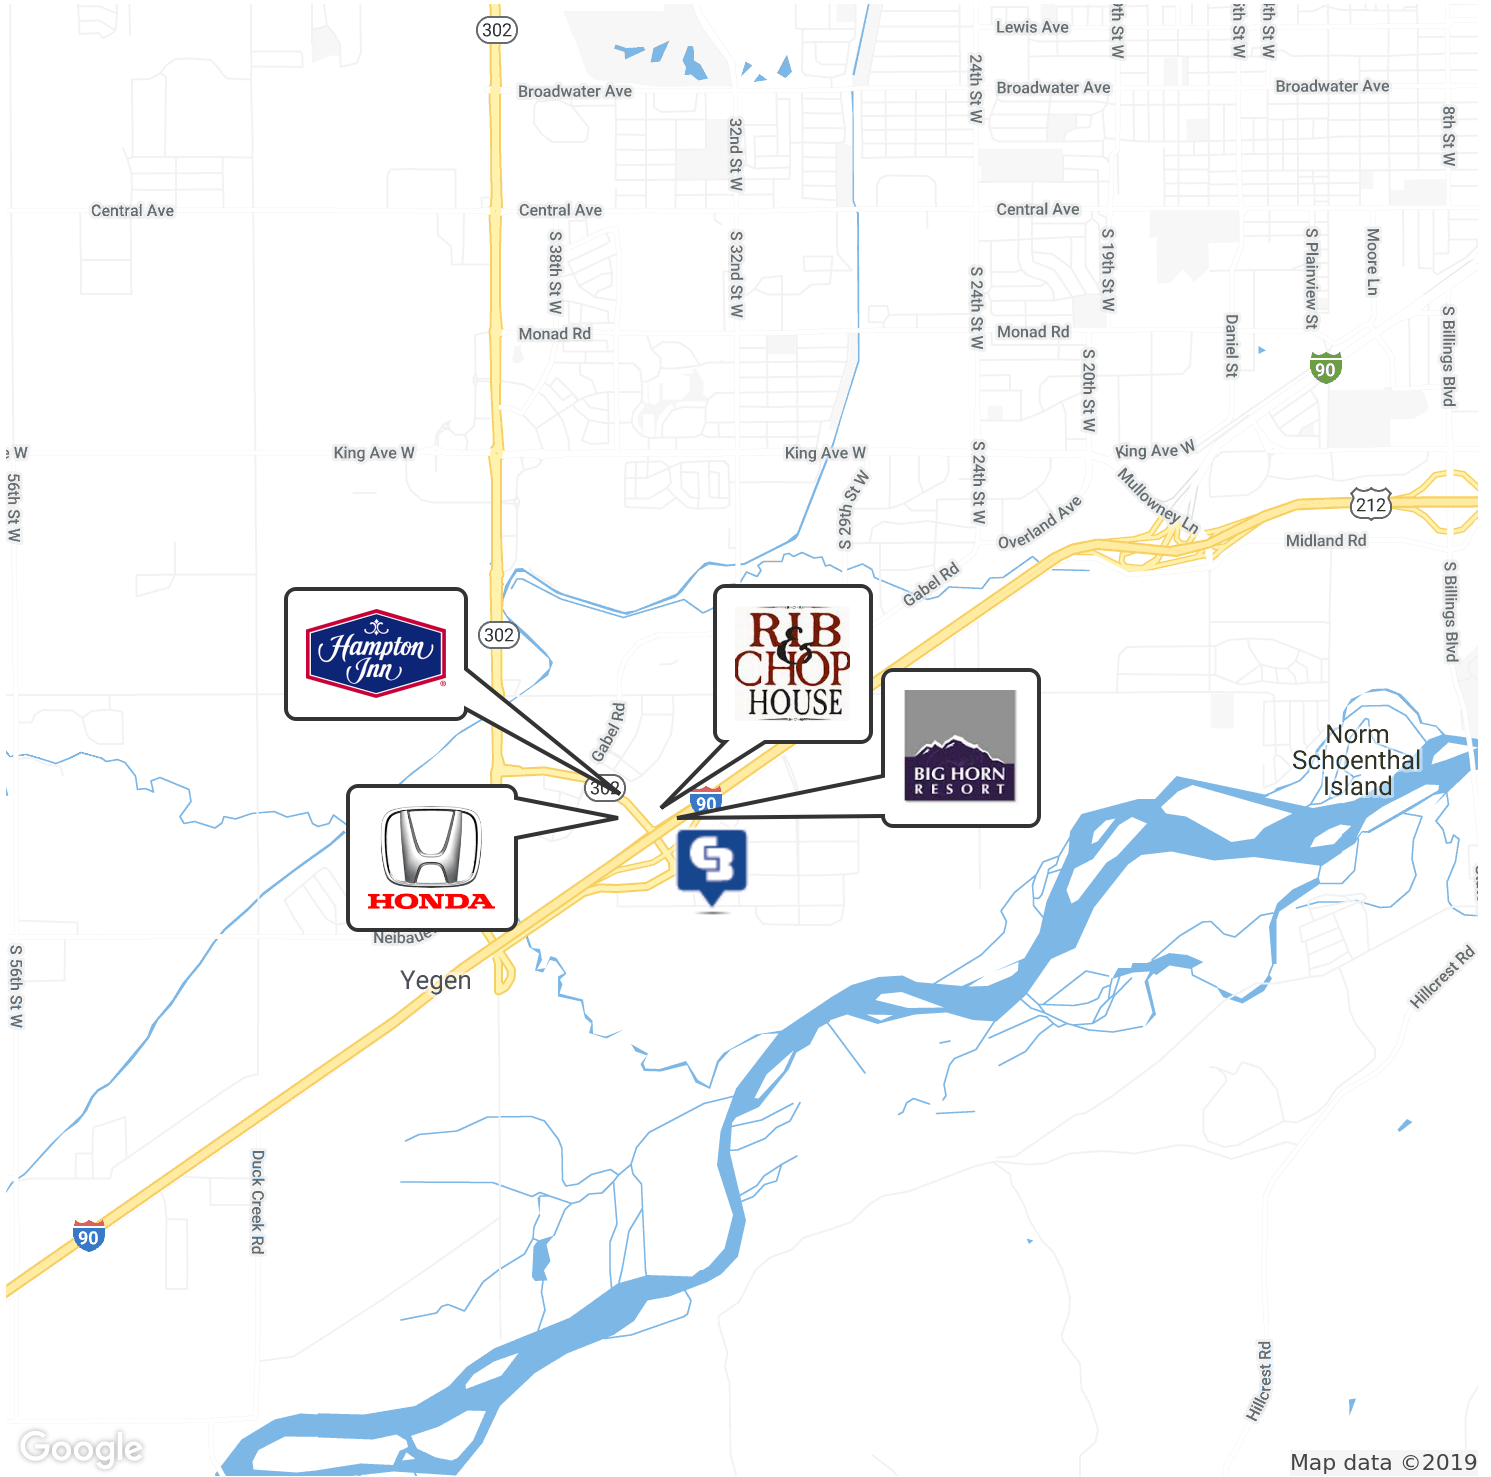 302
Lewis Ave
Broadwater Ave
24th St W
Broadwater Ave
Broadwater Ave
32nd St W
8th St W
Central Ave
Central Ave
Central Ave
S 38th St W
S 32nd St W
S 24th St W
S 19th St W
S Plainview St
Moore Ln
Monad Rd
Monad Rd
Daniel St
S Billings Blvd
S 20th St W
90
King Ave W
King Ave W
King Ave W
56th St W
S 29th St W
S 24th St W
Overland Ave
Mullowney Ln
212
Midland Rd
Gabel Rd
S Billings Blvd
302
Hampton
Inn
RIB
&
CHOP
HOUSE
BIG HORN
RESORT
Norm
Schoenthal
Island
Gabel Rd
302
90
HONDA
CB
Neibaue
Yegen
S 56th St W
Hillcrest Rd
Duck Creek Rd
90
Hillcrest Rd
Google
Map data ©2019